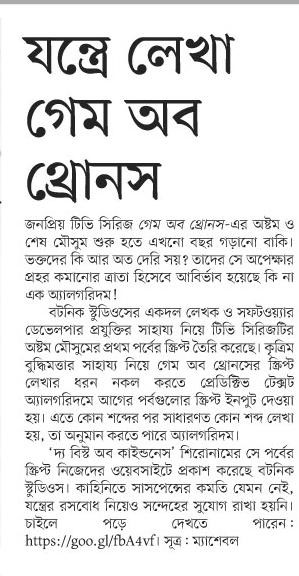 যন্ত্রে লেখা
গেম অব
থ্রোনস
জনপ্রিয় টিভি সিরিজ গেম অব থ্রোনস-এর অষ্টম ও
শেষ মৌসুম শুরু হতে এখনো বছর গড়ানো বাকি।
ভক্তদের কি আর অত দেরি সয়? তাদের সে অপেক্ষার
প্রহর কমানোর ত্রাতা হিসেবে আবির্ভাব হয়েছে কি না
এক অ্যালগরিদম!
বটনিক স্টুডিওসের একদল লেখক ও সফটওয়্যার
ডেভেলপার প্রযুক্তির সাহায্য নিয়ে টিভি সিরিজটির
অষ্টম মৌসুমের প্রথম পর্বের স্ক্রিপ্ট তৈরি করেছে। কৃত্রিম
বুদ্ধিমত্তার সাহায্য নিয়ে গেম অব থ্রোনসের স্ক্রিপ্ট
লেখার ধরন নকল করতে প্রেডিক্টিভ টেক্সট
অ্যালগরিদমে আগের পর্বগুলোর স্ক্রিপ্ট ইনপুট দেওয়া
হয়। এতে কোন শব্দের পর সাধারণত কোন শব্দ লেখা
হয়, তা অনুমান করতে পারে অ্যালগরিদম।
‘দ্য বিস্ট অব কাইন্ডনেস’ শিরোনামের সে পর্বের
স্ক্রিপ্ট নিজেদের ওয়েবসাইটে প্রকাশ করেছে বটনিক
স্টুডিওস। কাহিনিতে সাসপেন্সের কমতি যেমন নেই,
যন্ত্রের রসবোধ নিয়েও সন্দেহের সুযোগ রাখা হয়নি।
চাইলে পড়ে দেখতে পারেন:
https://goo.gl/fbA4vf। সূত্র: ম্যাশেবল